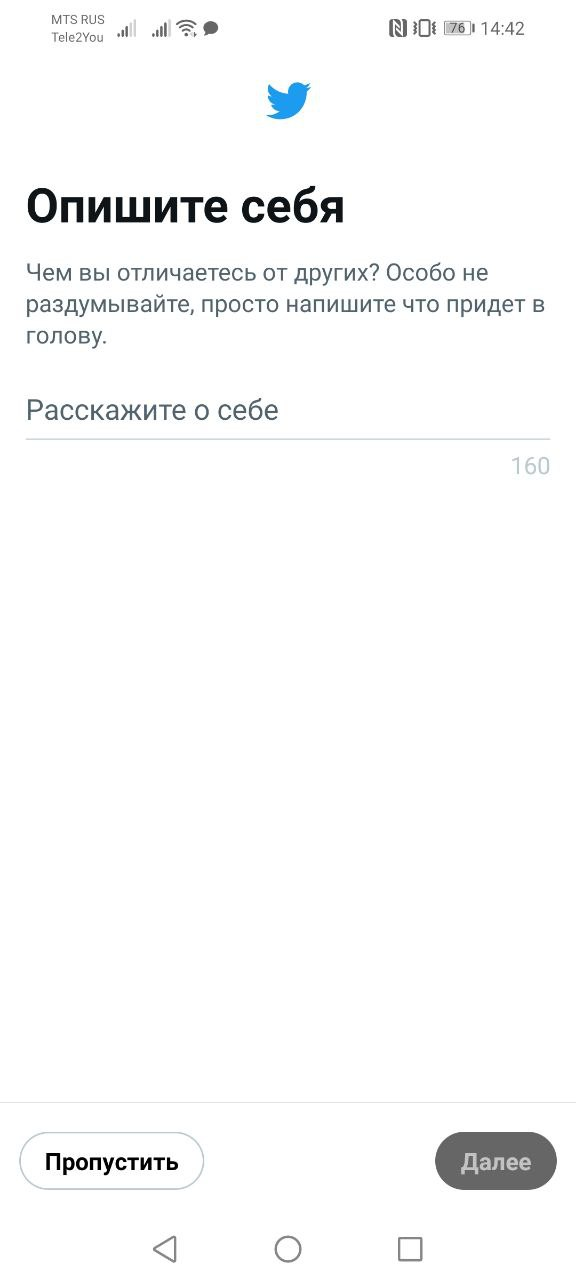 MTS RUS
Tele2You
76
14:42
Опишите себя
Чем вы отличаетесь от других? Особо не
раздумывайте, просто напишите что придет в
голову.
Расскажите о себе
160
Пропустить
Далее